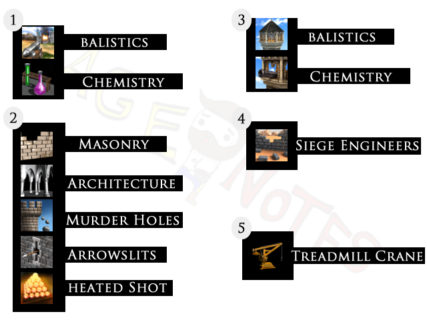 1
BALISTICS
CHEMISTRY
2
MASONRY
ARCHITECTURE
MURDER HOLES
ARROWSLITS
HEATED SHOT
3
BALISTICS
CHEMISTRY
4
SIEGE ENGINEERS
5
TREADMILL CRANE
AGE NOTES